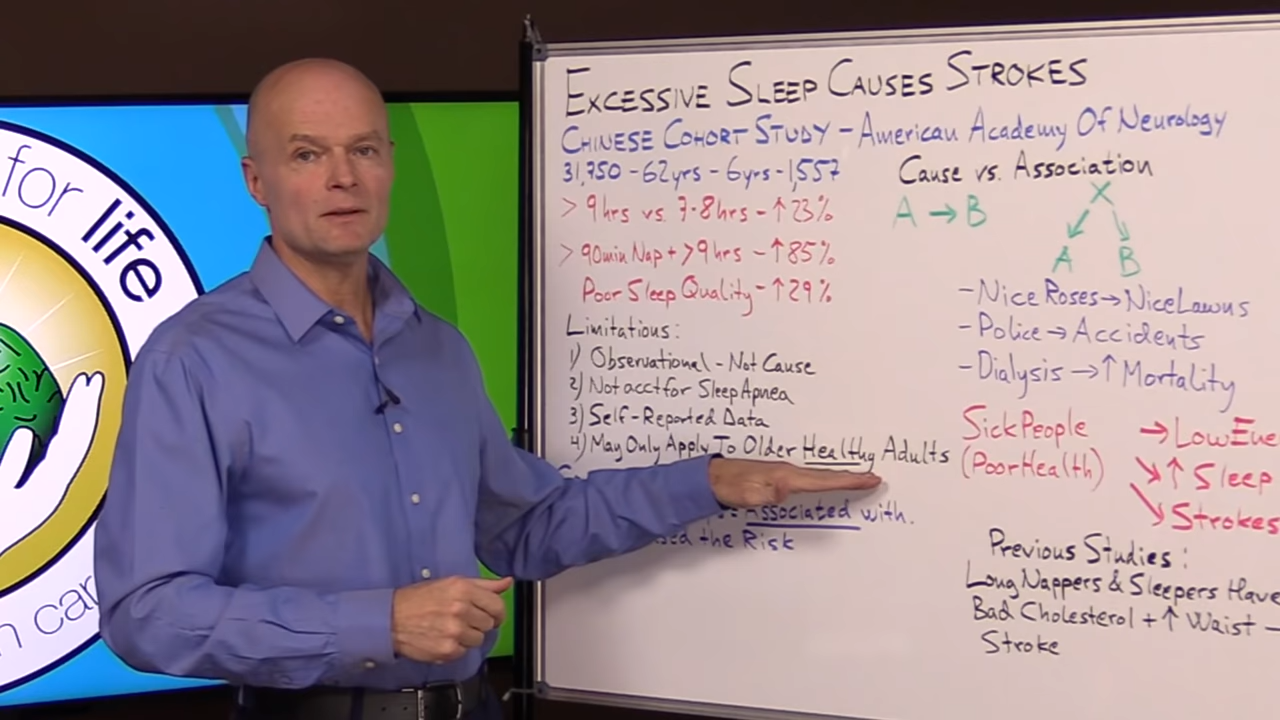 for life
EXCESSIVE SLEEP CAUSES STROKES
CHINESE COHORT STUDY - American Academy Of Neurology
31,750 - 62yrs - 6yrs - 1,557
> 9hrs vs. 7-8hrs - ↑23%
> 90min Nap + >9hrs - ↑85%
Poor Sleep Quality - ↑29%
Limitations:
1) Observational - Not Cause
2) Not acct for Sleep Apnea
3) Self-Reported Data
4) May Only Apply To Older Healthy Adults
Associated with.
the Risk
Cause vs. Association
A → B
X
A B
- Nice Roses → Nice Lawns
- Police → Accidents
- Dialysis → ↑ Mortality
Sick People → Low Ene
(Poor Health) ↘ ↑ Sleep
↘ Strokes
Previous Studies:
Long Nappers & Sleepers Have
Bad Cholesterol + ↑ Waist -
Stroke